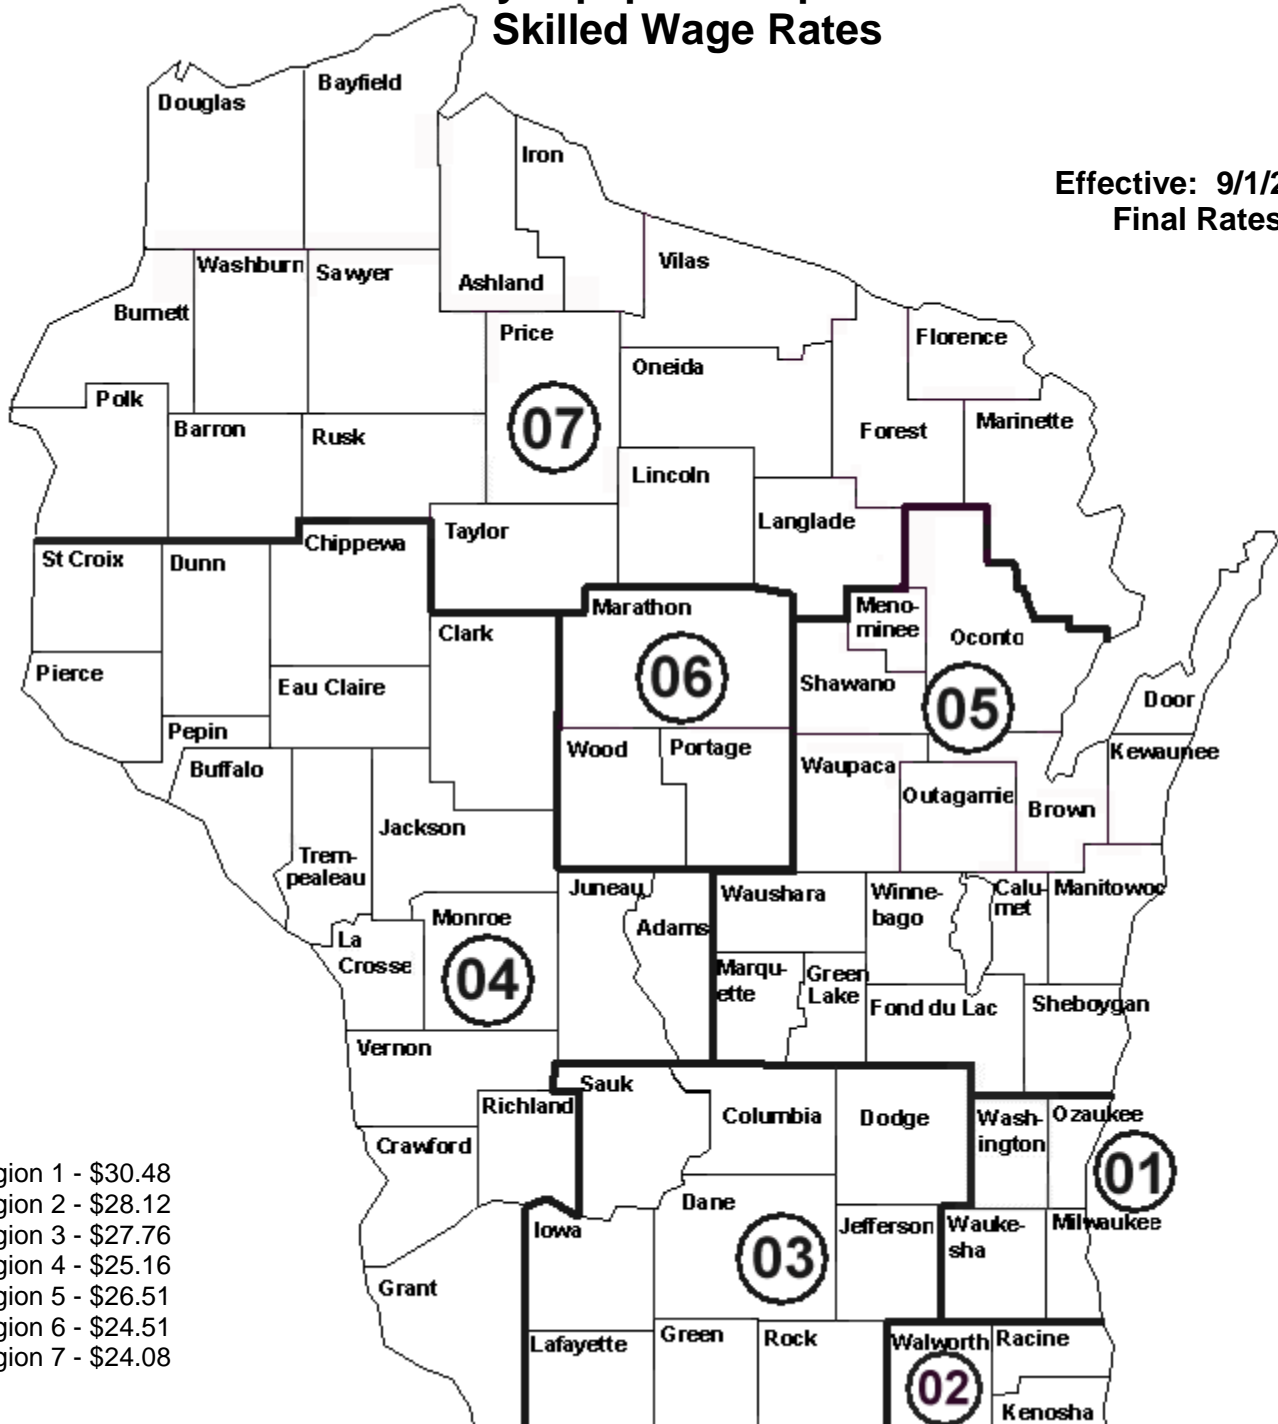 Skilled Wage Rates
Effective: 9/1/2
Final Rates
Douglas
Bayfield
Iron
Ashland
Vilas
Washburn
Sawyer
Burnett
Price
Oneida
Florence
Polk
Barron
Rusk
07
Forest
Marinette
Lincoln
Langlade
Taylor
Chippewa
St Croix
Dunn
Marathon
Meno-
minee
Oconto
Clark
06
Pierce
Eau Claire
Shawano
05
Door
Pepin
Buffalo
Wood
Portage
Waupaca
Kewaunee
Outagamie
Brown
Jackson
Trem-
pealeau
Juneau
Adams
Waushara
Winne-
bago
Calu-
met
Manitowoc
Monroe
La
Crosse
04
Marqu-
ette
Green
Lake
Fond du Lac
Sheboygan
Vernon
Sauk
Richland
Columbia
Dodge
Wash-
ington
Ozaukee
01
Crawford
Dane
Iowa
Jefferson
Wauke-
sha
Milwaukee
03
Grant
Lafayette
Green
Rock
Walworth
Racine
02
Kenosha
gion 1 - $30.48
gion 2 - $28.12
gion 3 - $27.76
gion 4 - $25.16
gion 5 - $26.51
gion 6 - $24.51
gion 7 - $24.08